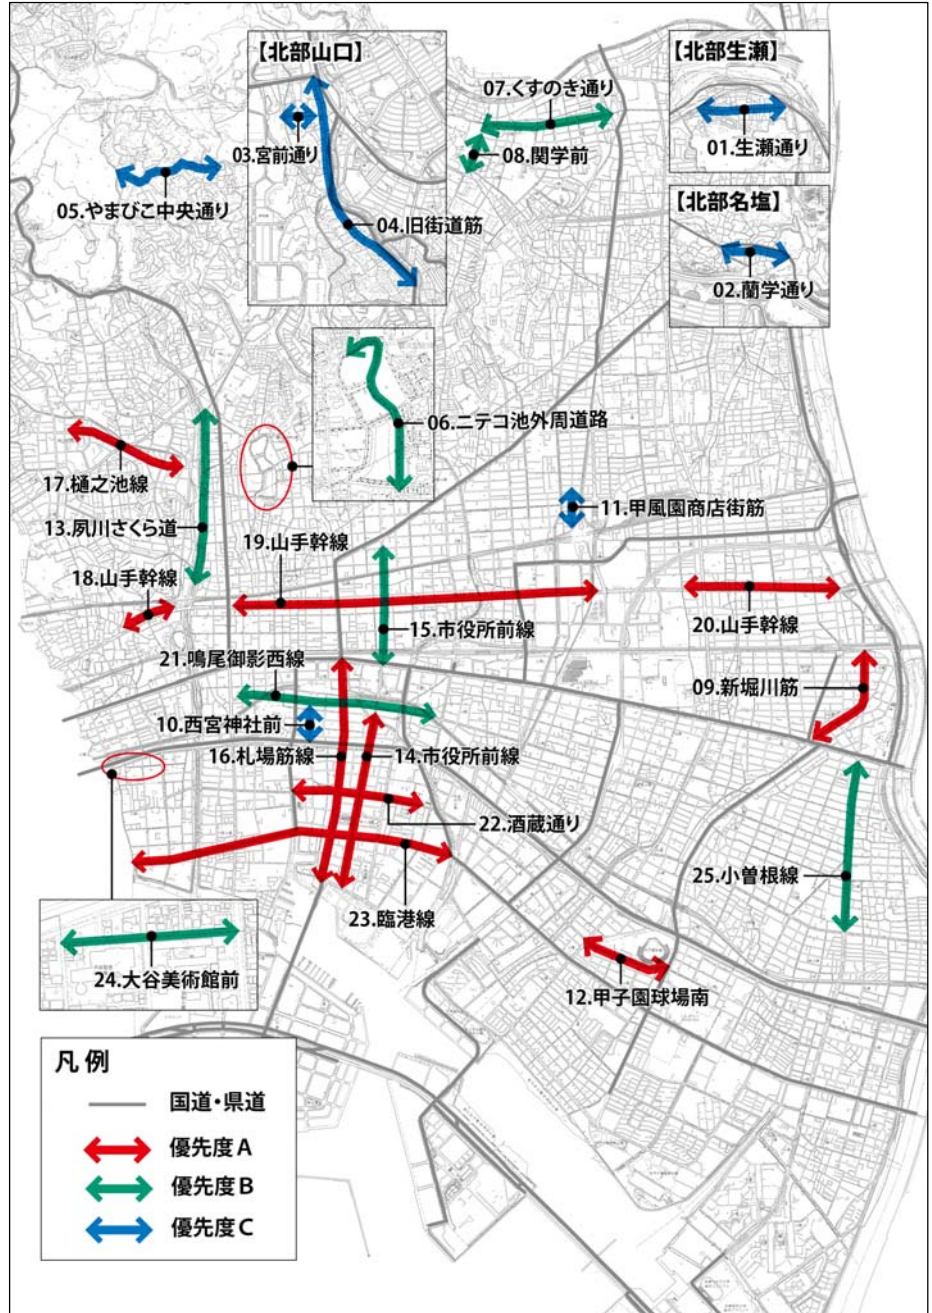 【北部山口】
【北部生瀬】
07.くすのき通り
01.生瀬通り
03.宮前通り
08.関学前
【北部名塩】
05.やまびこ中央通り
04.旧街道筋
02.蘭学通り
06.ニテコ池外周道路
17.樋之池線
11.甲風園商店街筋
13.夙川さくら道
19.山手幹線
18.山手幹線
15.市役所前線
20.山手幹線
21.鳴尾御影西線
09.新堀川筋
10.西宮神社前
16.札場筋線
14.市役所前線
22.酒蔵通り
25.小曽根線
23.臨港線
24.大谷美術館前
12.甲子園球場南
凡例
国道・県道
優先度A
優先度B
優先度C